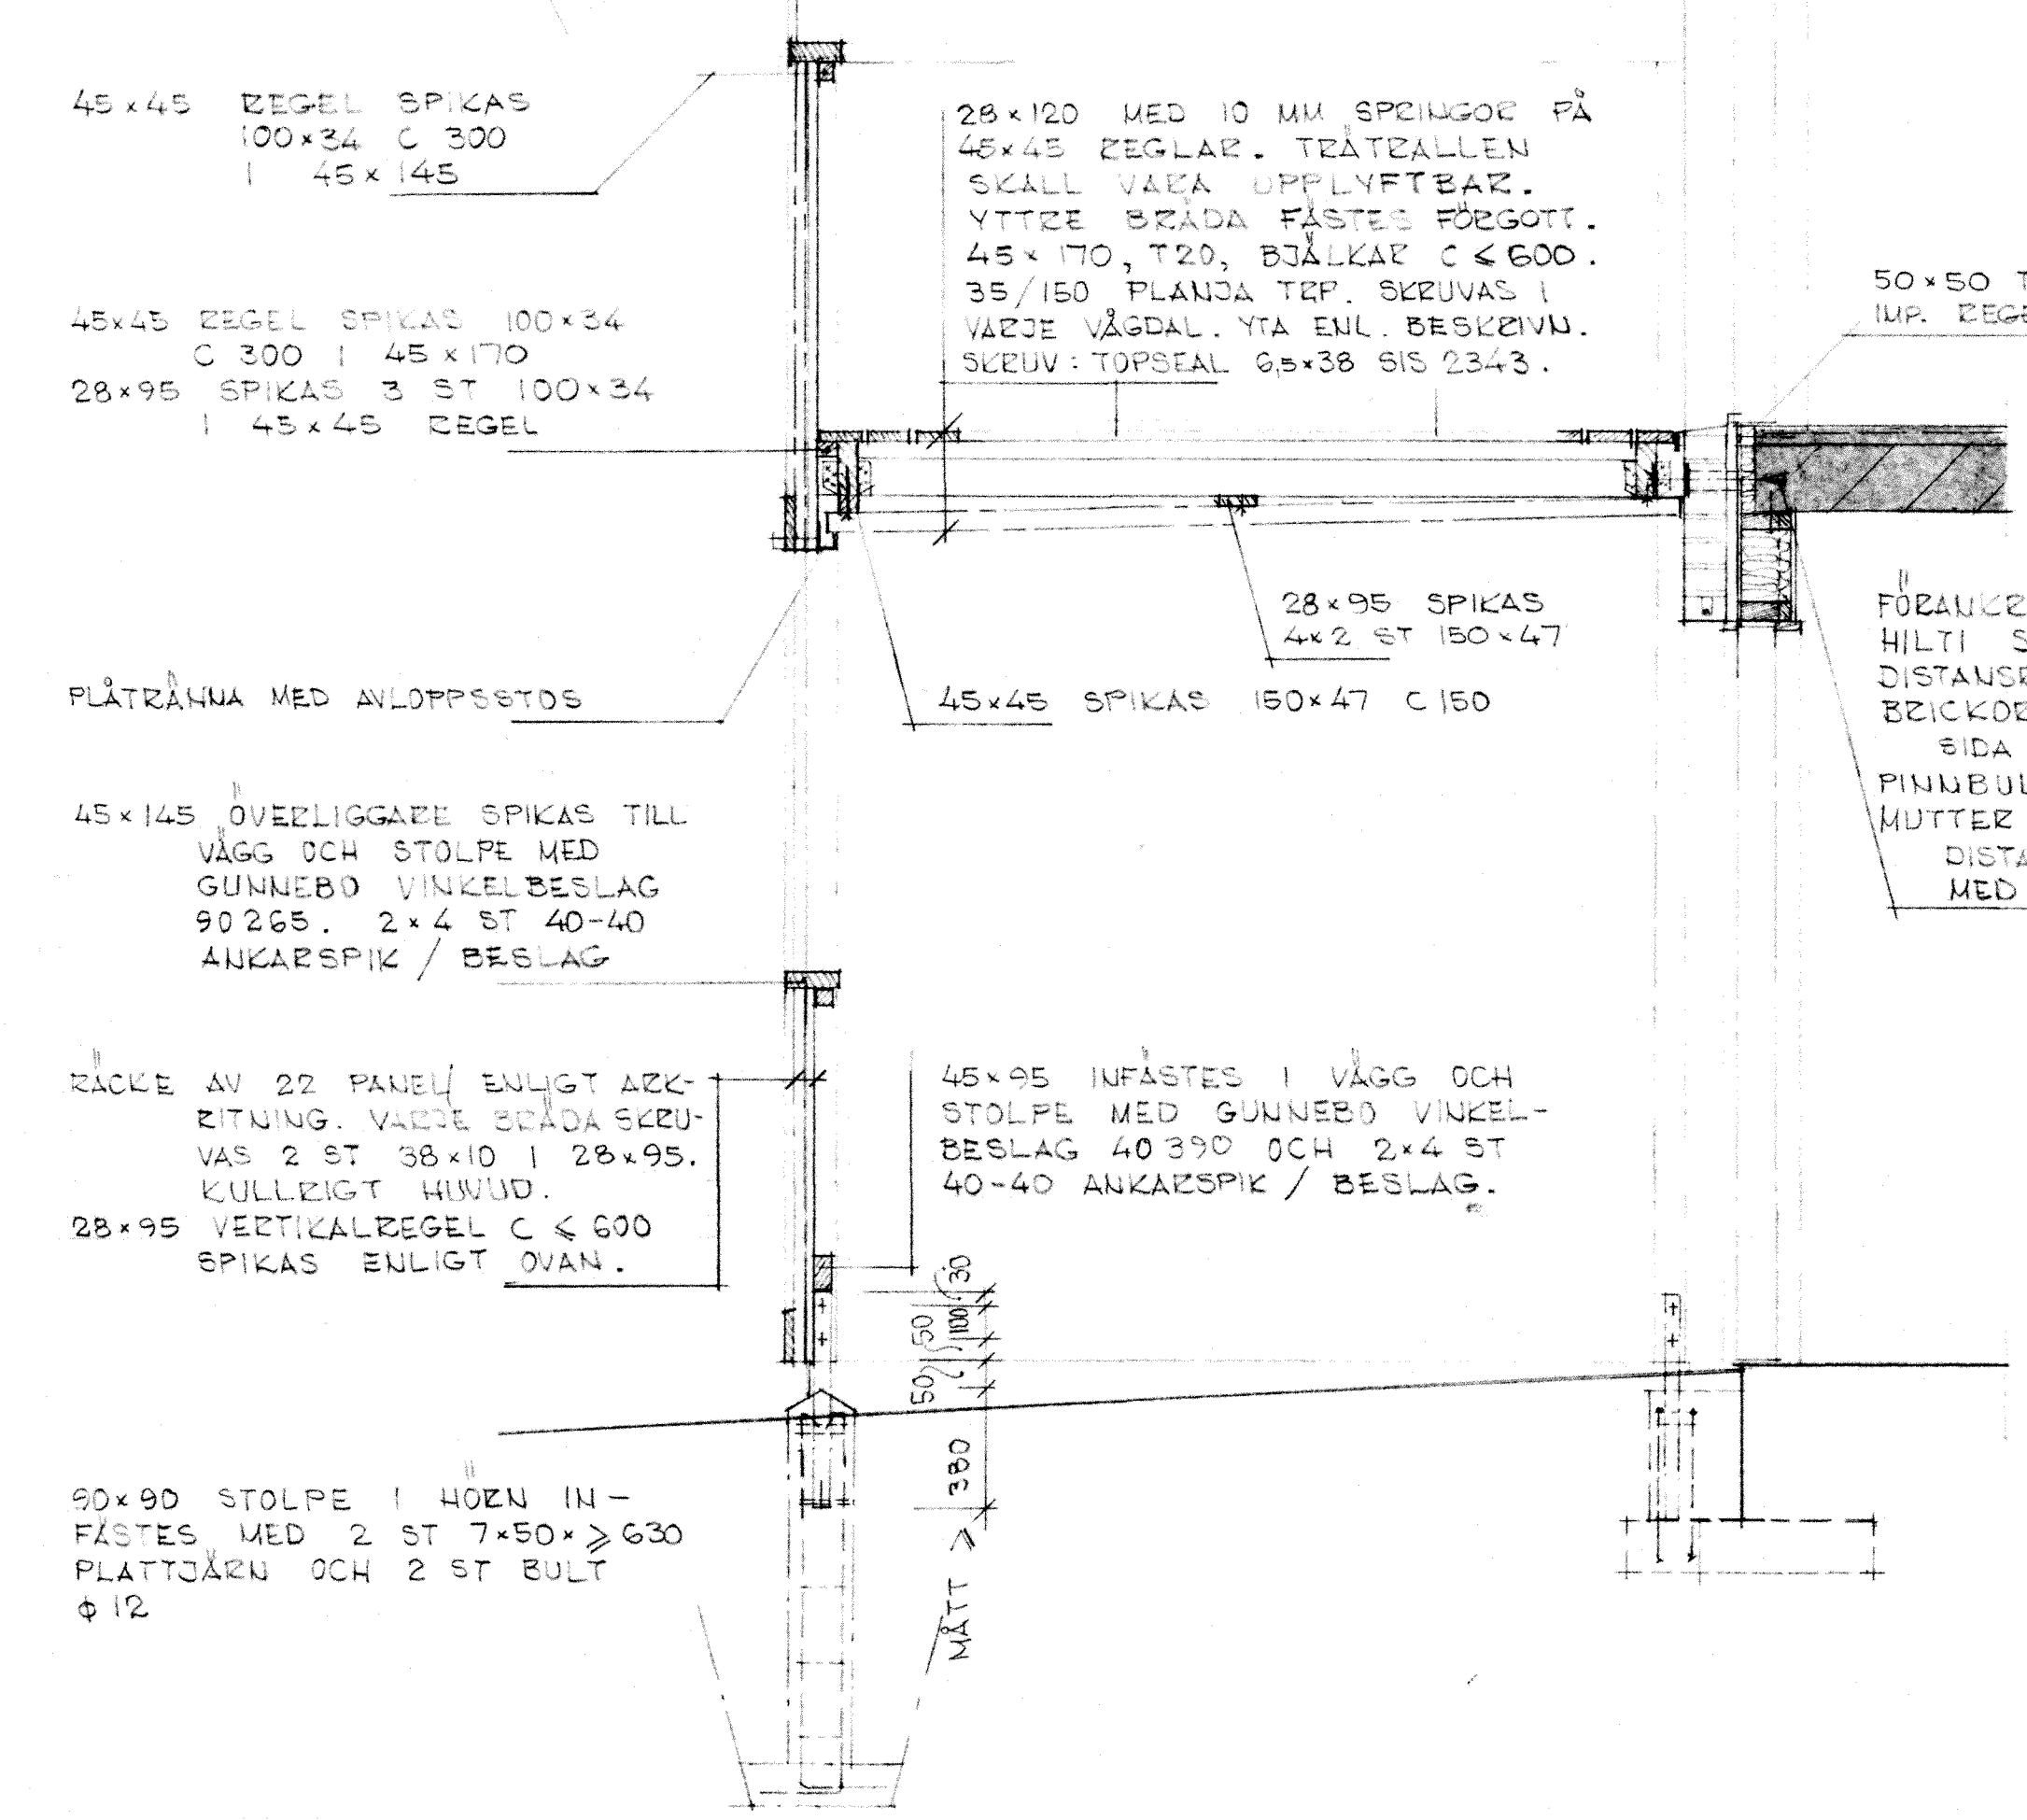 45×45 REGEL SPIKAS
100×34 C 300
I 45×145
45×45 REGEL SPIKAS 100×34
C 300 I 45×170
28×95 SPIKAS 3 ST 100×34
I 45×45 REGEL
PLÅTRÄNNA MED AVLOPPSSTOS
45×145 ÖVERLIGGARE SPIKAS TILL
VÄGG OCH STOLPE MED
GUNNEBO VINKELBESLAG
90265. 2×4 ST 40-40
ANKARSPIK / BESLAG
RÄCKE AV 22 PANEL ENLIGT ARK-
RITNING. VARJE BRÄDA SKRU-
VAS 2 ST 38×10 I 28×95.
KULLRIGT HUVUD.
28×95 VERTIKALREGEL C ≤ 600
SPIKAS ENLIGT OVAN.
90×90 STOLPE I HÖRN IN-
FÄSTES MED 2 ST 7×50×≥630
PLATTJÄRN OCH 2 ST BULT
Φ 12
28×120 MED 10 MM SPRINGOR PÅ
45×45 REGLAR. TRÄTRALLEN
SKALL VARA UPPLYFTBAR.
YTTRE BRÄDA FÄSTES FÖRGOTT.
45×170, T20, BJÄLKAR C ≤ 600.
35/150 PLANJA TRP. SKRUVAS I
VARJE VÅGDAL. YTA ENL. BESKRIVN.
SKRUV: TOPSEAL 6,5×38 SIS 2343.
28×95 SPIKAS
4×2 ST 150×47
45×45 SPIKAS 150×47 C 150
45×95 INFÄSTES I VÄGG OCH
STOLPE MED GUNNEBO VINKEL-
BESLAG 40390 OCH 2×4 ST
40-40 ANKARSPIK / BESLAG.
30
100
50
50
MÅTT ≥ 380
50×50 T
IMP. REGE
FÖRANKR
HILTI S
DISTANSR
BRICKOR
SIDA
PINNBUL
MUTTER
DISTA
MED